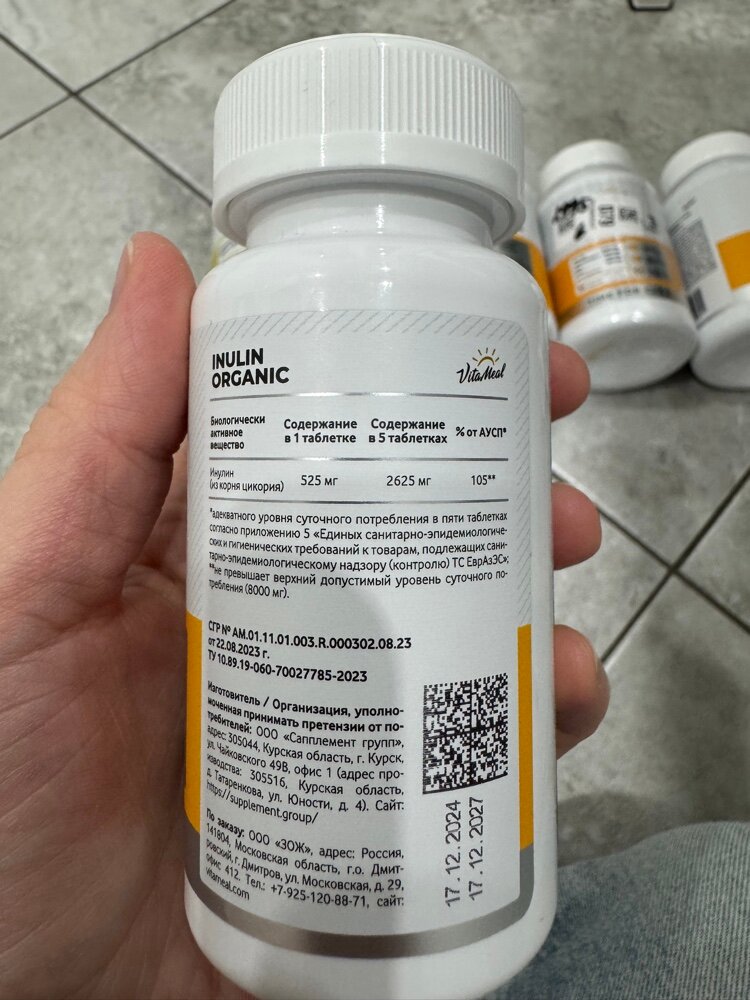 INULIN
ORGANIC
VitaMeal
Биологически
активное
вещество
Содержание
в 1 таблетке
Содержание
в 5 таблетках
% от АУСП*
Инулин
(из корня цикория)
525 мг
2625 мг
105**
*адекватного уровня суточного потребления в пяти таблетках
согласно приложению 5 «Единых санитарно-эпидемиологиче-
ских и гигиенических требований к товарам, подлежащих сани-
тарно-эпидемиологическому надзору (контролю) ТС ЕврАзЭС»;
**не превышает верхний допустимый уровень суточного по-
требления (8000 мг).
СГР № AM.01.11.01.003.R.000302.08.23
от 22.08.2023 г.
ТУ 10.89.19-060-70027785-2023
Изготовитель / Организация, уполно-
моченная принимать претензии от по-
требителей: ООО «Сапплемент групп»,
адрес: 305044, Курская область, г. Курск,
ул. Чайковского 49В, офис 1 (адрес про-
изводства: 305516, Курская область,
д. Татаренкова, ул. Юности, д. 4). Сайт:
https://supplement.group/
По заказу: ООО «ЗОЖ», адрес: Россия,
141804, Московская область, г.о. Дмит-
ровский, г. Дмитров, ул. Московская, д. 29,
офис 412. Тел.: +7-925-120-88-71, сайт:
vitameal.com
17.12.2024
17.12.2027